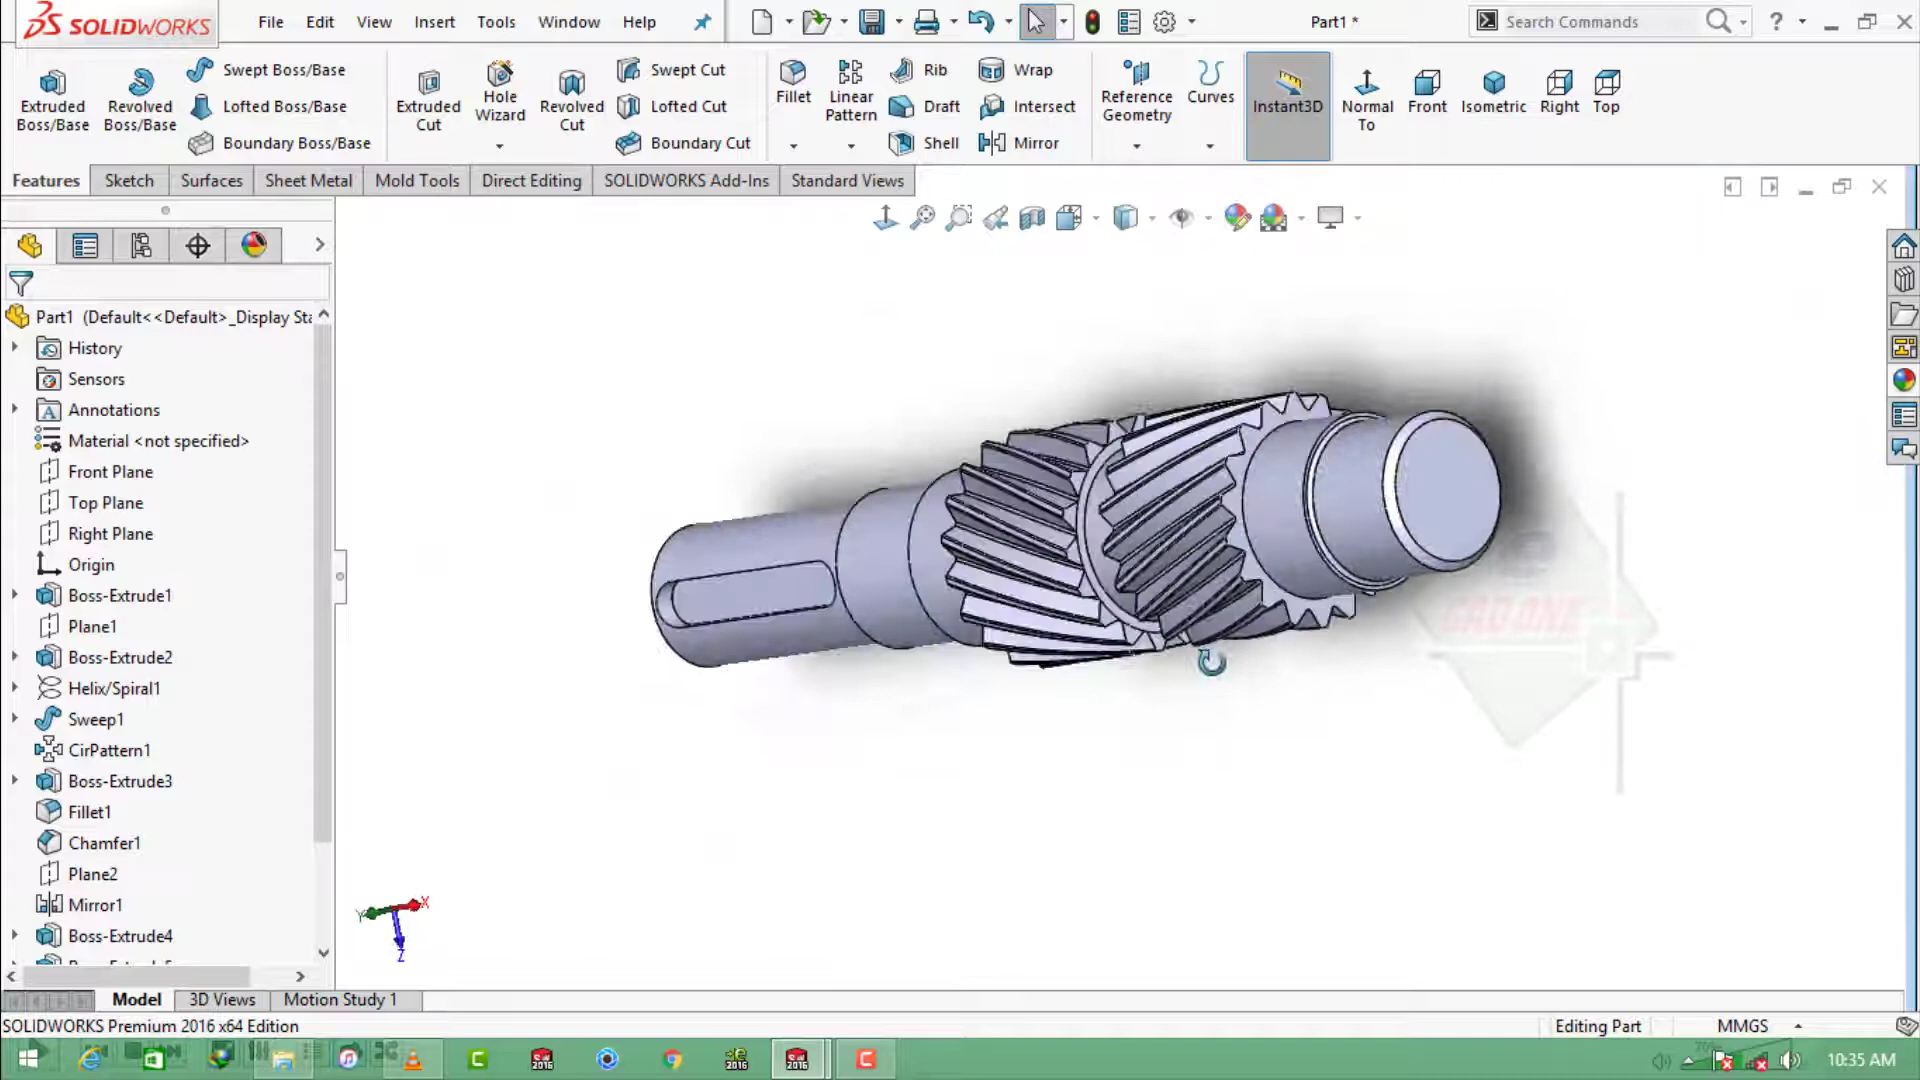 SOLIDWORKS
File Edit View Insert Tools Window Help
Part1 *
Search Commands
?
Extruded Boss/Base
Revolved Boss/Base
Swept Boss/Base
Lofted Boss/Base
Boundary Boss/Base
Extruded Cut
Hole Wizard
Revolved Cut
Swept Cut
Lofted Cut
Boundary Cut
Fillet
Linear Pattern
Rib
Draft
Shell
Wrap
Intersect
Mirror
Reference Geometry
Curves
Instant3D
Normal To
Front
Isometric
Right
Top
Features Sketch Surfaces Sheet Metal Mold Tools Direct Editing SOLIDWORKS Add-Ins Standard Views
Part1 (Default<<Default>_Display Sta
History
Sensors
Annotations
Material <not specified>
Front Plane
Top Plane
Right Plane
Origin
Boss-Extrude1
Plane1
Boss-Extrude2
Helix/Spiral1
Sweep1
CirPattern1
Boss-Extrude3
Fillet1
Chamfer1
Plane2
Mirror1
Boss-Extrude4
CAD ONE
Y X
Z
Model 3D Views Motion Study 1
SOLIDWORKS Premium 2016 x64 Edition
Editing Part MMGS
10:35 AM